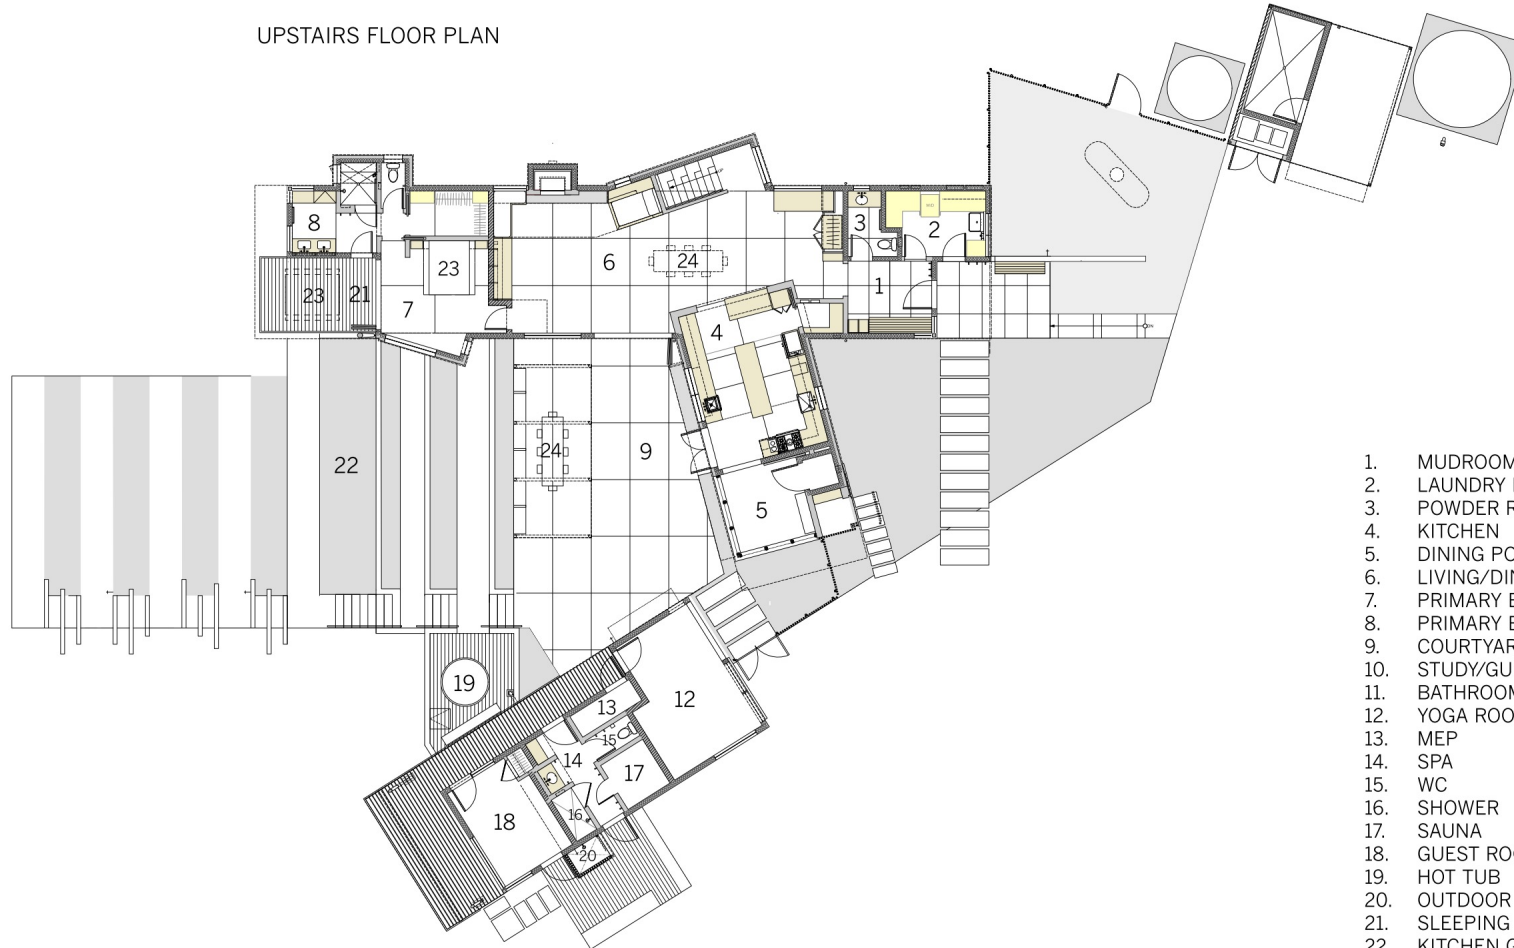 UPSTAIRS FLOOR PLAN
8
23
3
2
6
24
23
21
7
1
4
22
24
9
5
19
13
12
15
14
17
18
16
20
1. MUDROOM
2. LAUNDRY
3. POWDER
4. KITCHEN
5. DINING
6. LIVING/DIN
7. PRIMARY
8. PRIMARY
9. COURTYAR
10. STUDY/GU
11. BATHROOM
12. YOGA ROO
13. MEP
14. SPA
15. WC
16. SHOWER
17. SAUNA
18. GUEST RO
19. HOT TUB
20. OUTDOOR
21. SLEEPING
22. KITCHEN